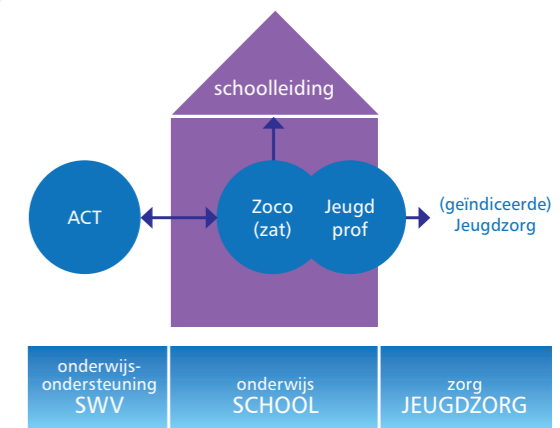 schoolleiding
ACT
Zoco
(zat)
Jeugd
prof
(geïndiceerde)
Jeugdzorg
onderwijs-
ondersteuning
SWV
onderwijs
SCHOOL
zorg
JEUGDZORG